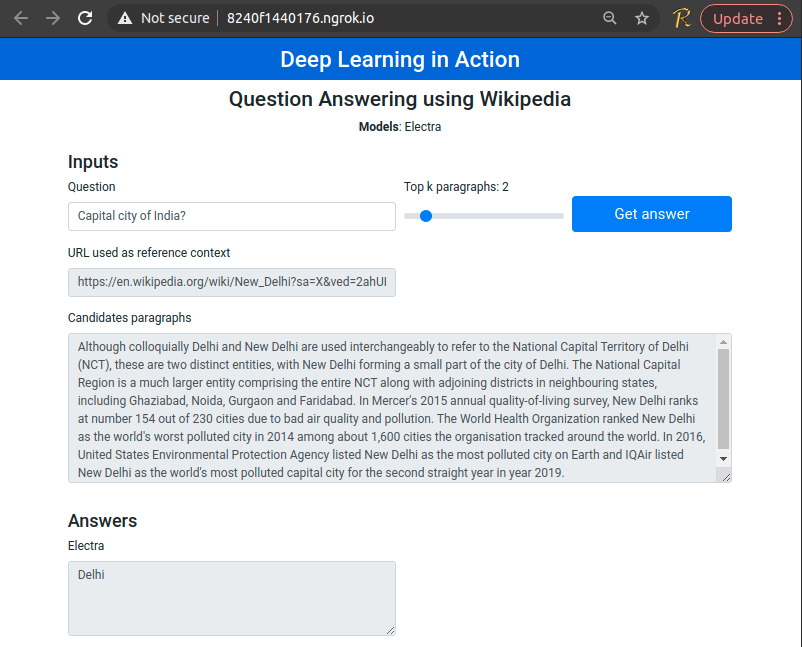 Not secure | 8240f1440176.ngrok.io
Update
Deep Learning in Action
Question Answering using Wikipedia
Models: Electra
Inputs
Question
Top k paragraphs: 2
Capital city of India?
Get answer
URL used as reference context
https://en.wikipedia.org/wiki/New_Delhi?sa=X&ved=2ahUI
Candidates paragraphs
Although colloquially Delhi and New Delhi are used interchangeably to refer to the National Capital Territory of Delhi
(NCT), these are two distinct entities, with New Delhi forming a small part of the city of Delhi. The National Capital
Region is a much larger entity comprising the entire NCT along with adjoining districts in neighbouring states,
including Ghaziabad, Noida, Gurgaon and Faridabad. In Mercer's 2015 annual quality-of-living survey, New Delhi ranks
at number 154 out of 230 cities due to bad air quality and pollution. The World Health Organization ranked New Delhi
as the world's worst polluted city in 2014 among about 1,600 cities the organisation tracked around the world. In 2016,
United States Environmental Protection Agency listed New Delhi as the most polluted city on Earth and IQAir listed
New Delhi as the world's most polluted capital city for the second straight year in year 2019.
Answers
Electra
Delhi